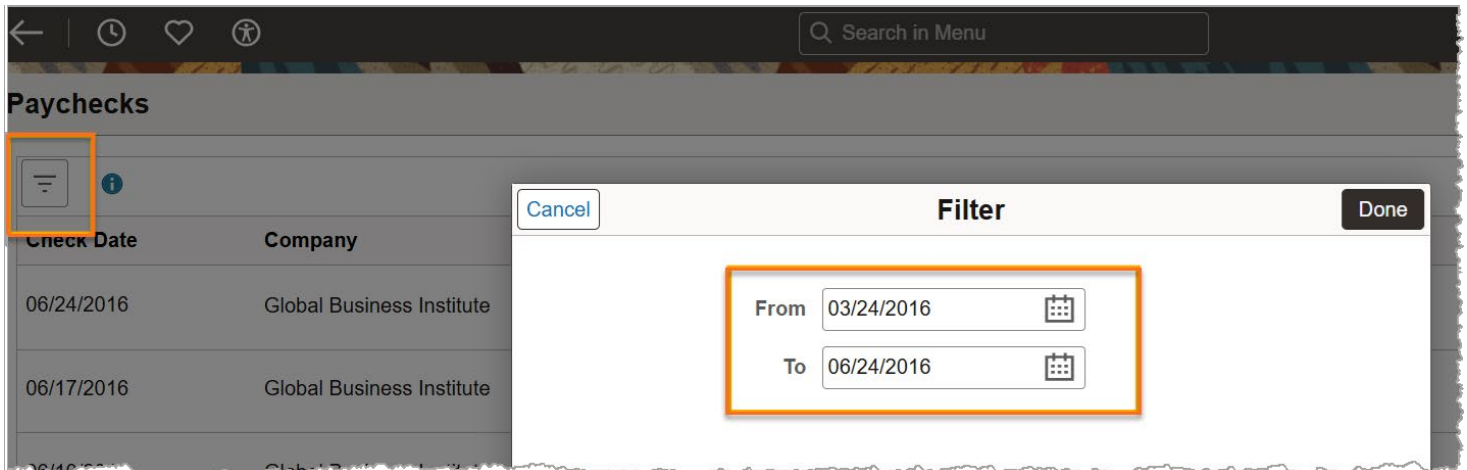 Search in Menu
Paychecks
Cancel
Filter
Done
Check Date
Company
06/24/2016
Global Business Institute
From
03/24/2016
To
06/24/2016
06/17/2016
Global Business Institute